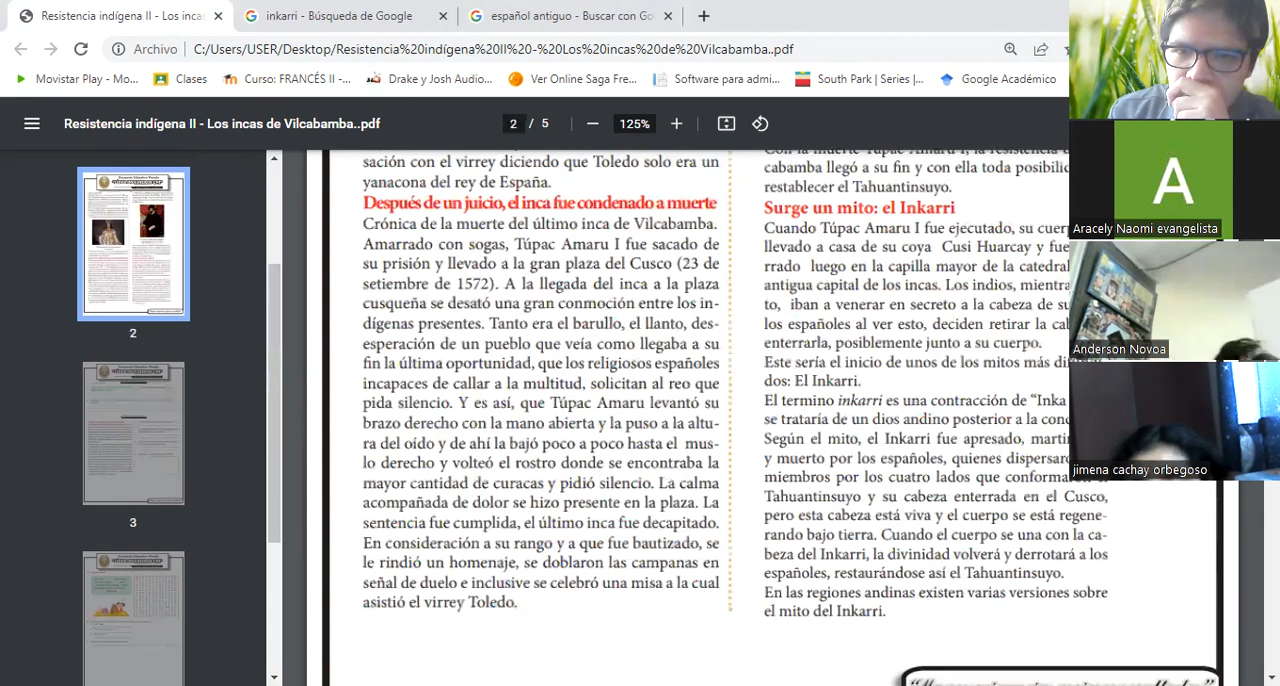 Resistencia indígena II - Los incas
inkarri - Búsqueda de Google
español antiguo - Buscar con Go
Archivo
C:/Users/USER/Desktop/Resistencia%20indígena%20II%20-%20Los%20incas%20de%20Vilcabamba..pdf
Movistar Play - Mo...
Clases
Curso: FRANCÉS II -...
Drake y Josh Audio...
Ver Online Saga Fre...
Software para admi...
South Park | Series |...
Google Académico
Resistencia indígena II - Los incas de Vilcabamba..pdf
2 / 5
125%
2
3
sación con el virrey diciendo que Toledo solo era un
yanacona del rey de España.
Después de un juicio, el inca fue condenado a muerte
Crónica de la muerte del último inca de Vilcabamba.
Amarrado con sogas, Túpac Amaru I fue sacado de
su prisión y llevado a la gran plaza del Cusco (23 de
setiembre de 1572). A la llegada del inca a la plaza
cusqueña se desató una gran conmoción entre los in-
dígenas presentes. Tanto era el barullo, el llanto, des-
esperación de un pueblo que veía como llegaba a su
fin última oportunidad, que los religiosos españoles
incapaces de callar a la multitud, solicitan al reo que
pida silencio. Y es así, que Túpac Amaru levantó su
brazo derecho con la mano abierta y la puso a la altu-
ra del oído y de ahí la bajó poco a poco hasta el mus-
lo derecho y volteó el rostro donde se encontraba la
mayor cantidad de curacas y pidió silencio. La calma
acompañada de dolor se hizo presente en la plaza. La
sentencia fue cumplida, el último inca fue decapitado.
En consideración a su rango y a que fue bautizado, se
le rindió un homenaje, se doblaron las campanas en
señal de duelo e inclusive se celebró una misa a la cual
asistió el virrey Toledo.
Con la muerte Túpac Amaru I, la resistencia
cabamba llegó a su fin y con ella toda posibilid
restablecer el Tahuantinsuyo.
Surge un mito: el Inkarri
Cuando Túpac Amaru I fue ejecutado, su cuerp
llevado a casa de su coya Cusi Huarcay y fue
rrado luego en la capilla mayor de la catedral
antigua capital de los incas. Los indios, mientra
to, iban a venerar en secreto a la cabeza de su
los españoles al ver esto, deciden retirar la cab
enterrarla, posiblemente junto a su cuerpo.
Este sería el inicio de unos de los mitos más di
dos: El Inkarri.
El termino inkarri es una contracción de “Inka
se trataría de un dios andino posterior a la con
Según el mito, el Inkarri fue apresado, marti
y muerto por los españoles, quienes dispersar
miembros por los cuatro lados que conforma
Tahuantinsuyo y su cabeza enterrada en el Cusco,
pero esta cabeza está viva y el cuerpo se está regene-
rando bajo tierra. Cuando el cuerpo se una con la ca-
beza del Inkarri, la divinidad volverá y derrotará a los
españoles, restaurándose así el Tahuantinsuyo.
En las regiones andinas existen varias versiones sobre
el mito del Inkarri.
A
Aracely Naomi evangelista
Anderson Novoa
jimena cachay orbegoso